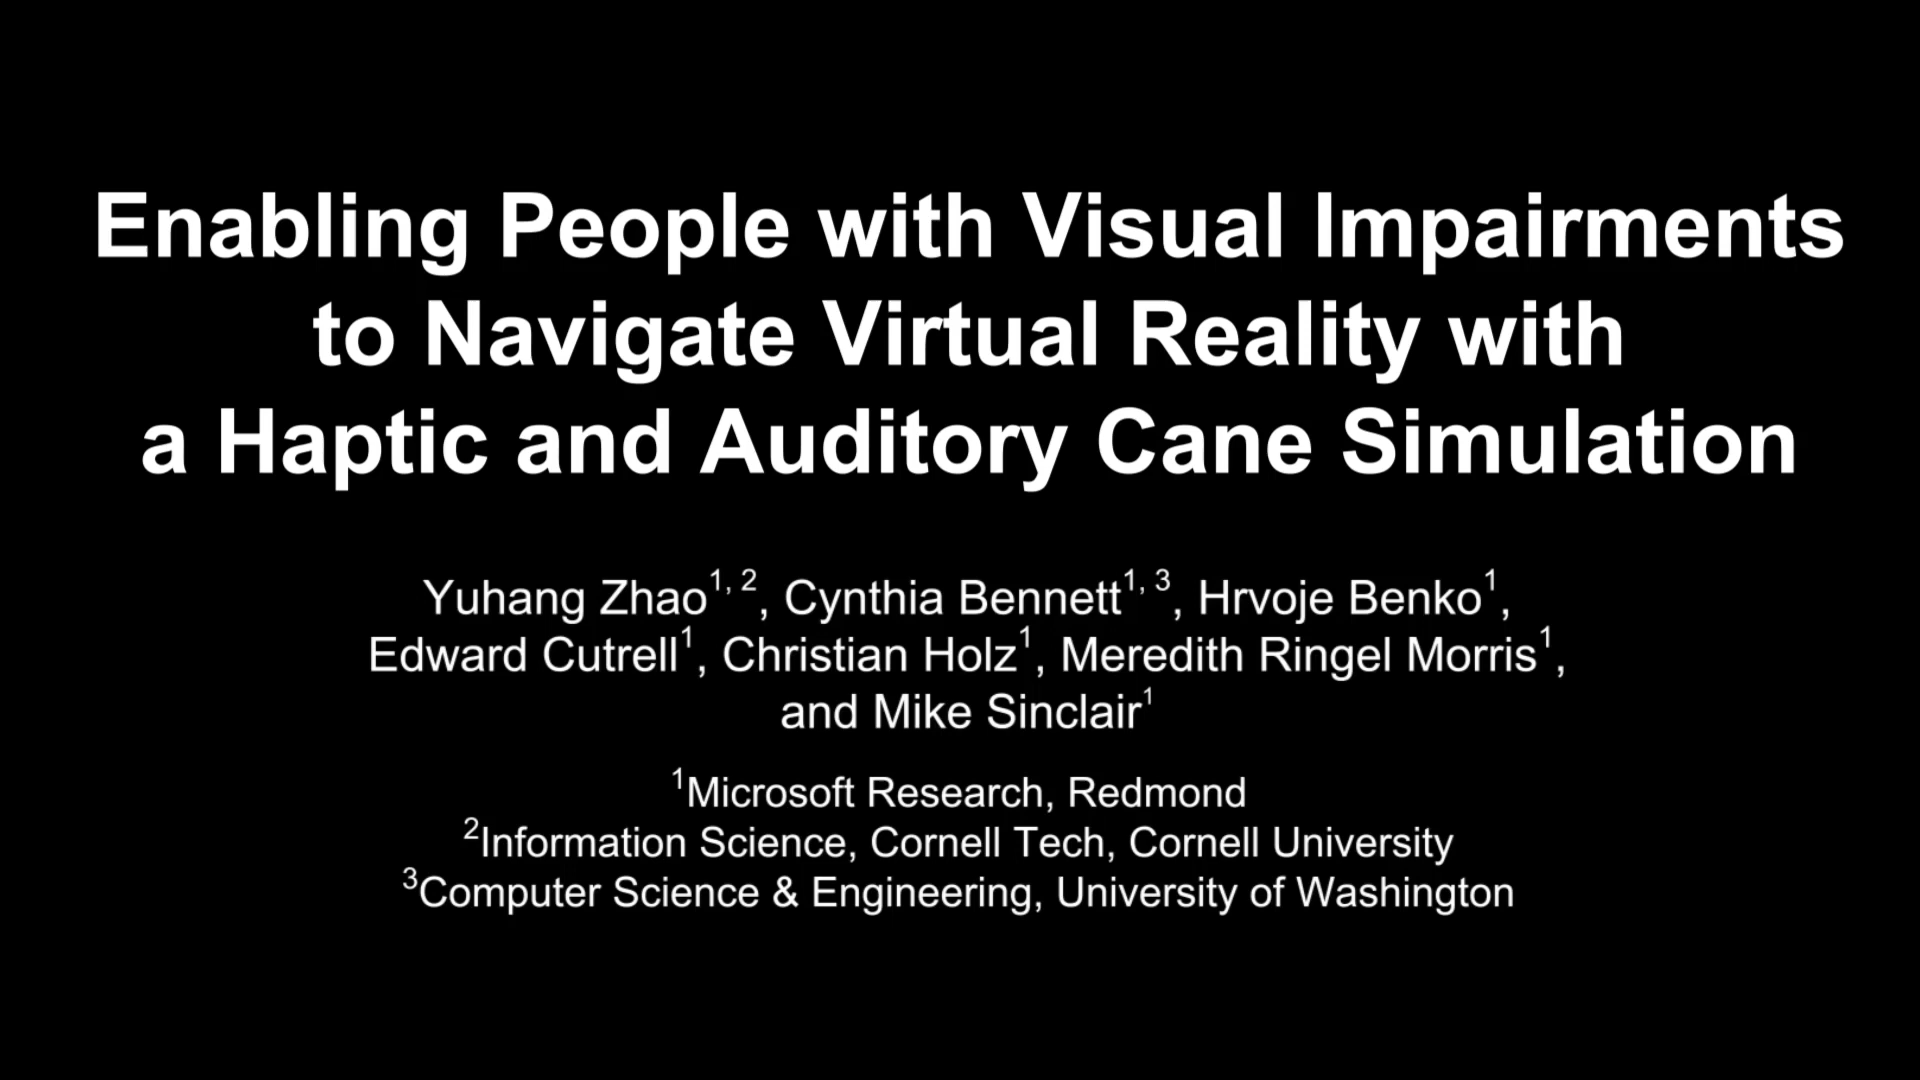 Enabling People with Visual Impairments
to Navigate Virtual Reality with
a Haptic and Auditory Cane Simulation
Yuhang Zhao1, 2, Cynthia Bennett1, 3, Hrvoje Benko1,
Edward Cutrell1, Christian Holz1, Meredith Ringel Morris1,
and Mike Sinclair1
1Microsoft Research, Redmond
2Information Science, Cornell Tech, Cornell University
3Computer Science & Engineering, University of Washington